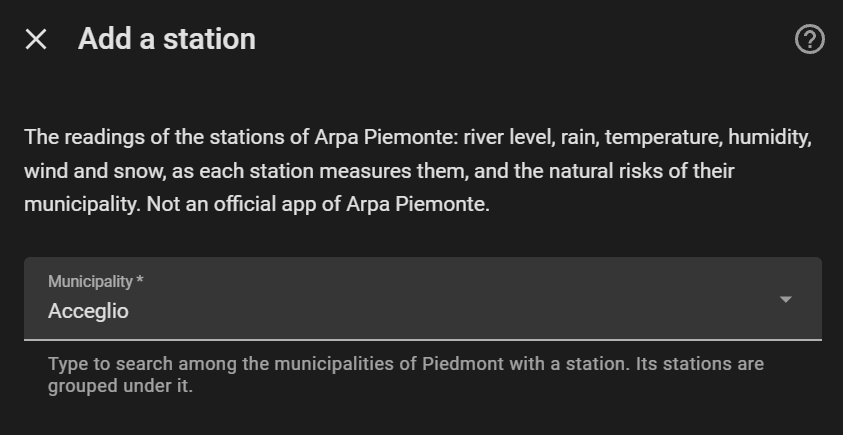 Add a station
The readings of the stations of Arpa Piemonte: river level, rain, temperature, humidity,
wind and snow, as each station measures them, and the natural risks of their
municipality. Not an official app of Arpa Piemonte.
Municipality *
Acceglio
Type to search among the municipalities of Piedmont with a station. Its stations are
grouped under it.